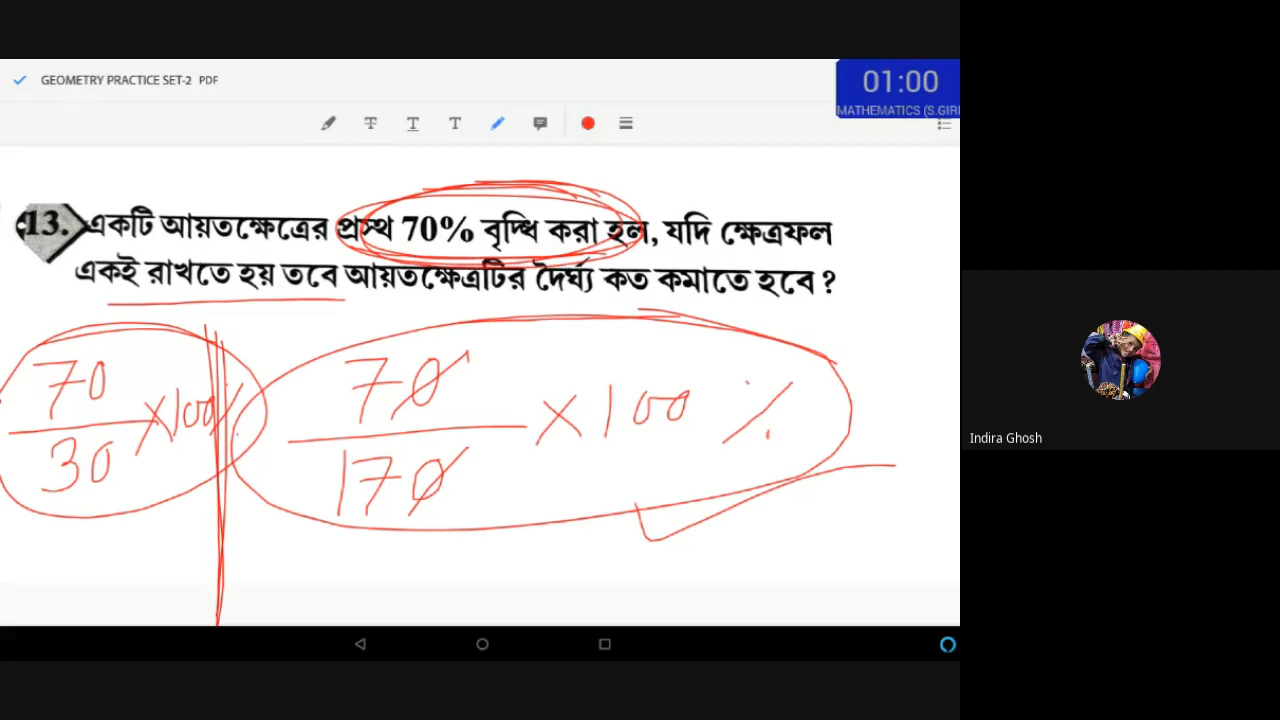 GEOMETRY PRACTICE SET-2 PDF
01:00
MATHEMATICS (S.GIRI
T T T
13. একটি আয়তক্ষেত্রের প্রস্থ 70% বৃদ্ধি করা হল, যদি ক্ষেত্রফল
একই রাখতে হয় তবে আয়তক্ষেত্রটির দৈর্ঘ্য কত কমাতে হবে ?
70/30 × 100%
70/170 × 100 %
Indira Ghosh